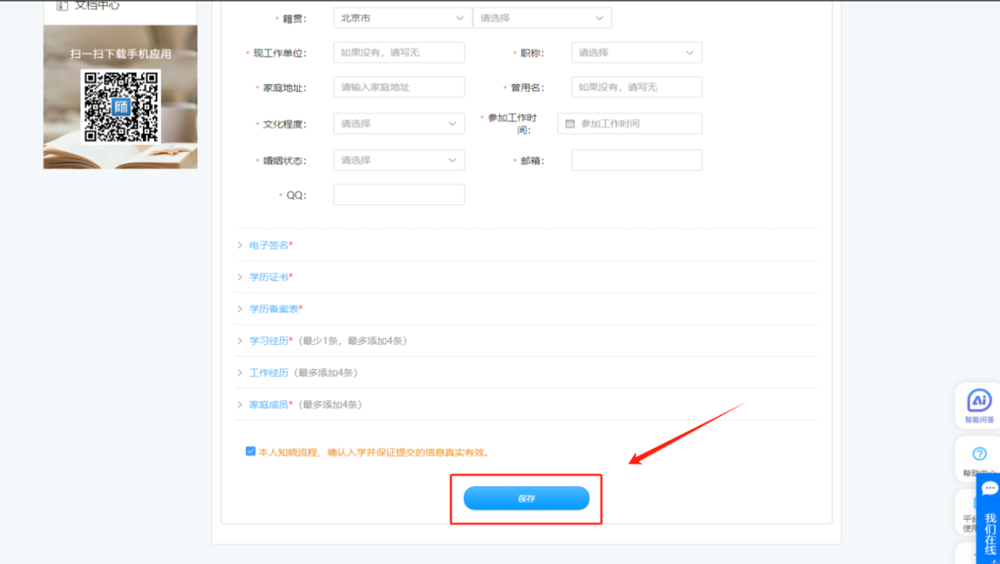 文档中心
扫一扫下载手机应用
師
* 籍贯: 北京市 请选择
* 现工作单位: 如果没有，请写无 * 职称: 请选择
* 家庭地址: 请输入家庭地址 * 曾用名: 如果没有，请写无
* 文化程度: 请选择 * 参加工作时间: 参加工作时间
* 婚姻状态: 请选择 * 邮箱:
* QQ:
电子签名*
学历证书*
学历备案表*
学习经历*（最少1条，最多添加4条）
工作经历（最多添加4条）
家庭成员*（最多添加4条）
本人知晓流程、确认入学并保证提交的信息真实有效。
保存
Ai
智能问答
帮助中心
平台
使用
我们在线